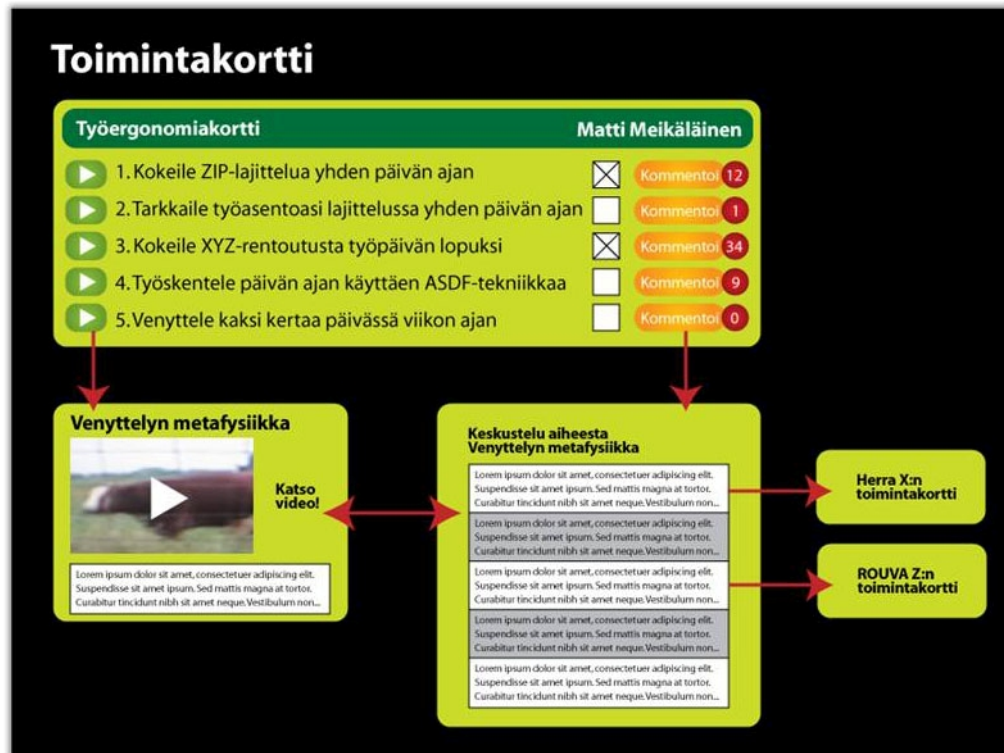 Toimintakortti
Työergonomiakortti Matti Meikäläinen
1. Kokeile ZIP-lajittelua yhden päivän ajan Kommentoi 12
2. Tarkkaile työasentoasi lajittelussa yhden päivän ajan Kommentoi 1
3. Kokeile XYZ-rentoutusta työpäivän lopuksi Kommentoi 34
4. Työskentele päivän ajan käyttäen ASDF-tekniikkaa Kommentoi 9
5. Venyttele kaksi kertaa päivässä viikon ajan Kommentoi 0
Venyttelyn metafysiikka
Katso
video!
Lorem ipsum dolor sit amet, consectetuer adipiscing elit.
Suspendisse sit amet ipsum. Sed mattis magna at tortor.
Curabitur tincidunt nibh sit amet neque. Vestibulum non...
Keskustelu aiheesta
Venyttelyn metafysiikka
Lorem ipsum dolor sit amet, consectetuer adipiscing elit.
Suspendisse sit amet ipsum. Sed mattis magna at tortor.
Curabitur tincidunt nibh sit amet neque. Vestibulum non...
Lorem ipsum dolor sit amet, consectetuer adipiscing elit.
Suspendisse sit amet ipsum. Sed mattis magna at tortor.
Curabitur tincidunt nibh sit amet neque. Vestibulum non...
Lorem ipsum dolor sit amet, consectetuer adipiscing elit.
Suspendisse sit amet ipsum. Sed mattis magna at tortor.
Curabitur tincidunt nibh sit amet neque. Vestibulum non...
Lorem ipsum dolor sit amet, consectetuer adipiscing elit.
Suspendisse sit amet ipsum. Sed mattis magna at tortor.
Curabitur tincidunt nibh sit amet neque. Vestibulum non...
Lorem ipsum dolor sit amet, consectetuer adipiscing elit.
Suspendisse sit amet ipsum. Sed mattis magna at tortor.
Curabitur tincidunt nibh sit amet neque. Vestibulum non...
Herra X:n
toimintakortti
ROUVA Z:n
toimintakortti